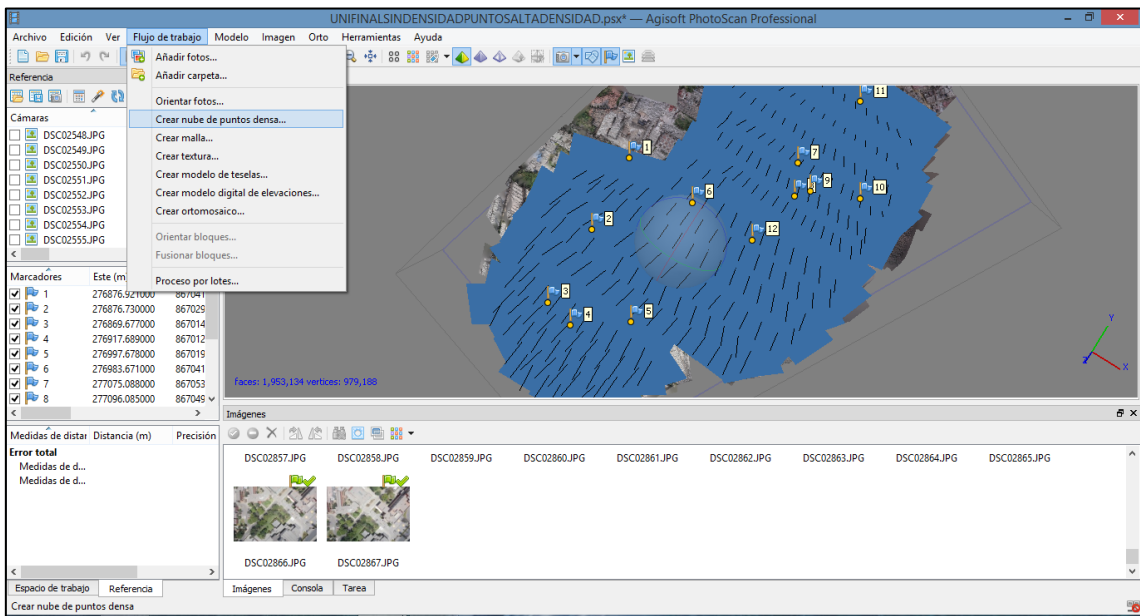 UNIFINALSINDENSIDADPUNTOSALTADENSIDAD.psx* — Agisoft PhotoScan Professional
Archivo Edición Ver Flujo de trabajo Modelo Imagen Orto Herramientas Ayuda
Añadir fotos...
Añadir carpeta...
Orientar fotos...
Crear nube de puntos densa...
Crear malla...
Crear textura...
Crear modelo de teselas...
Crear modelo digital de elevaciones...
Crear ortomosaico...
Orientar bloques...
Fusionar bloques...
Proceso por lotes...
Referencia
Cámaras
DSC02548.JPG
DSC02549.JPG
DSC02550.JPG
DSC02551.JPG
DSC02552.JPG
DSC02553.JPG
DSC02554.JPG
DSC02555.JPG
Marcadores Este (m
1 276876.921000 867041
2 276876.730000 867029
3 276869.677000 867014
4 276917.689000 867012
5 276997.678000 867019
6 276983.671000 867041
7 277075.088000 867053
8 277096.085000 867049
11
1
7
9
10
6
2
12
3
4
5
Y
X
Z
faces: 1,953,134 vertices: 979,188
Medidas de distar Distancia (m) Precisión
Error total
Medidas de d...
Medidas de d...
Imágenes
DSC02857.JPG DSC02858.JPG DSC02859.JPG DSC02860.JPG DSC02861.JPG DSC02862.JPG DSC02863.JPG DSC02864.JPG DSC02865.JPG
DSC02866.JPG DSC02867.JPG
Espacio de trabajo Referencia
Imágenes Consola Tarea
Crear nube de puntos densa